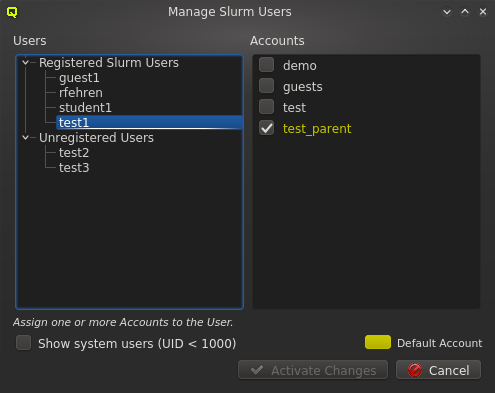 Manage Slurm Users
Users
Accounts
Registered Slurm Users
guest1
rfehren
student1
test1
Unregistered Users
test2
test3
demo
guests
test
test_parent
Assign one or more Accounts to the User.
Show system users (UID < 1000)
Default Account
Activate Changes
Cancel